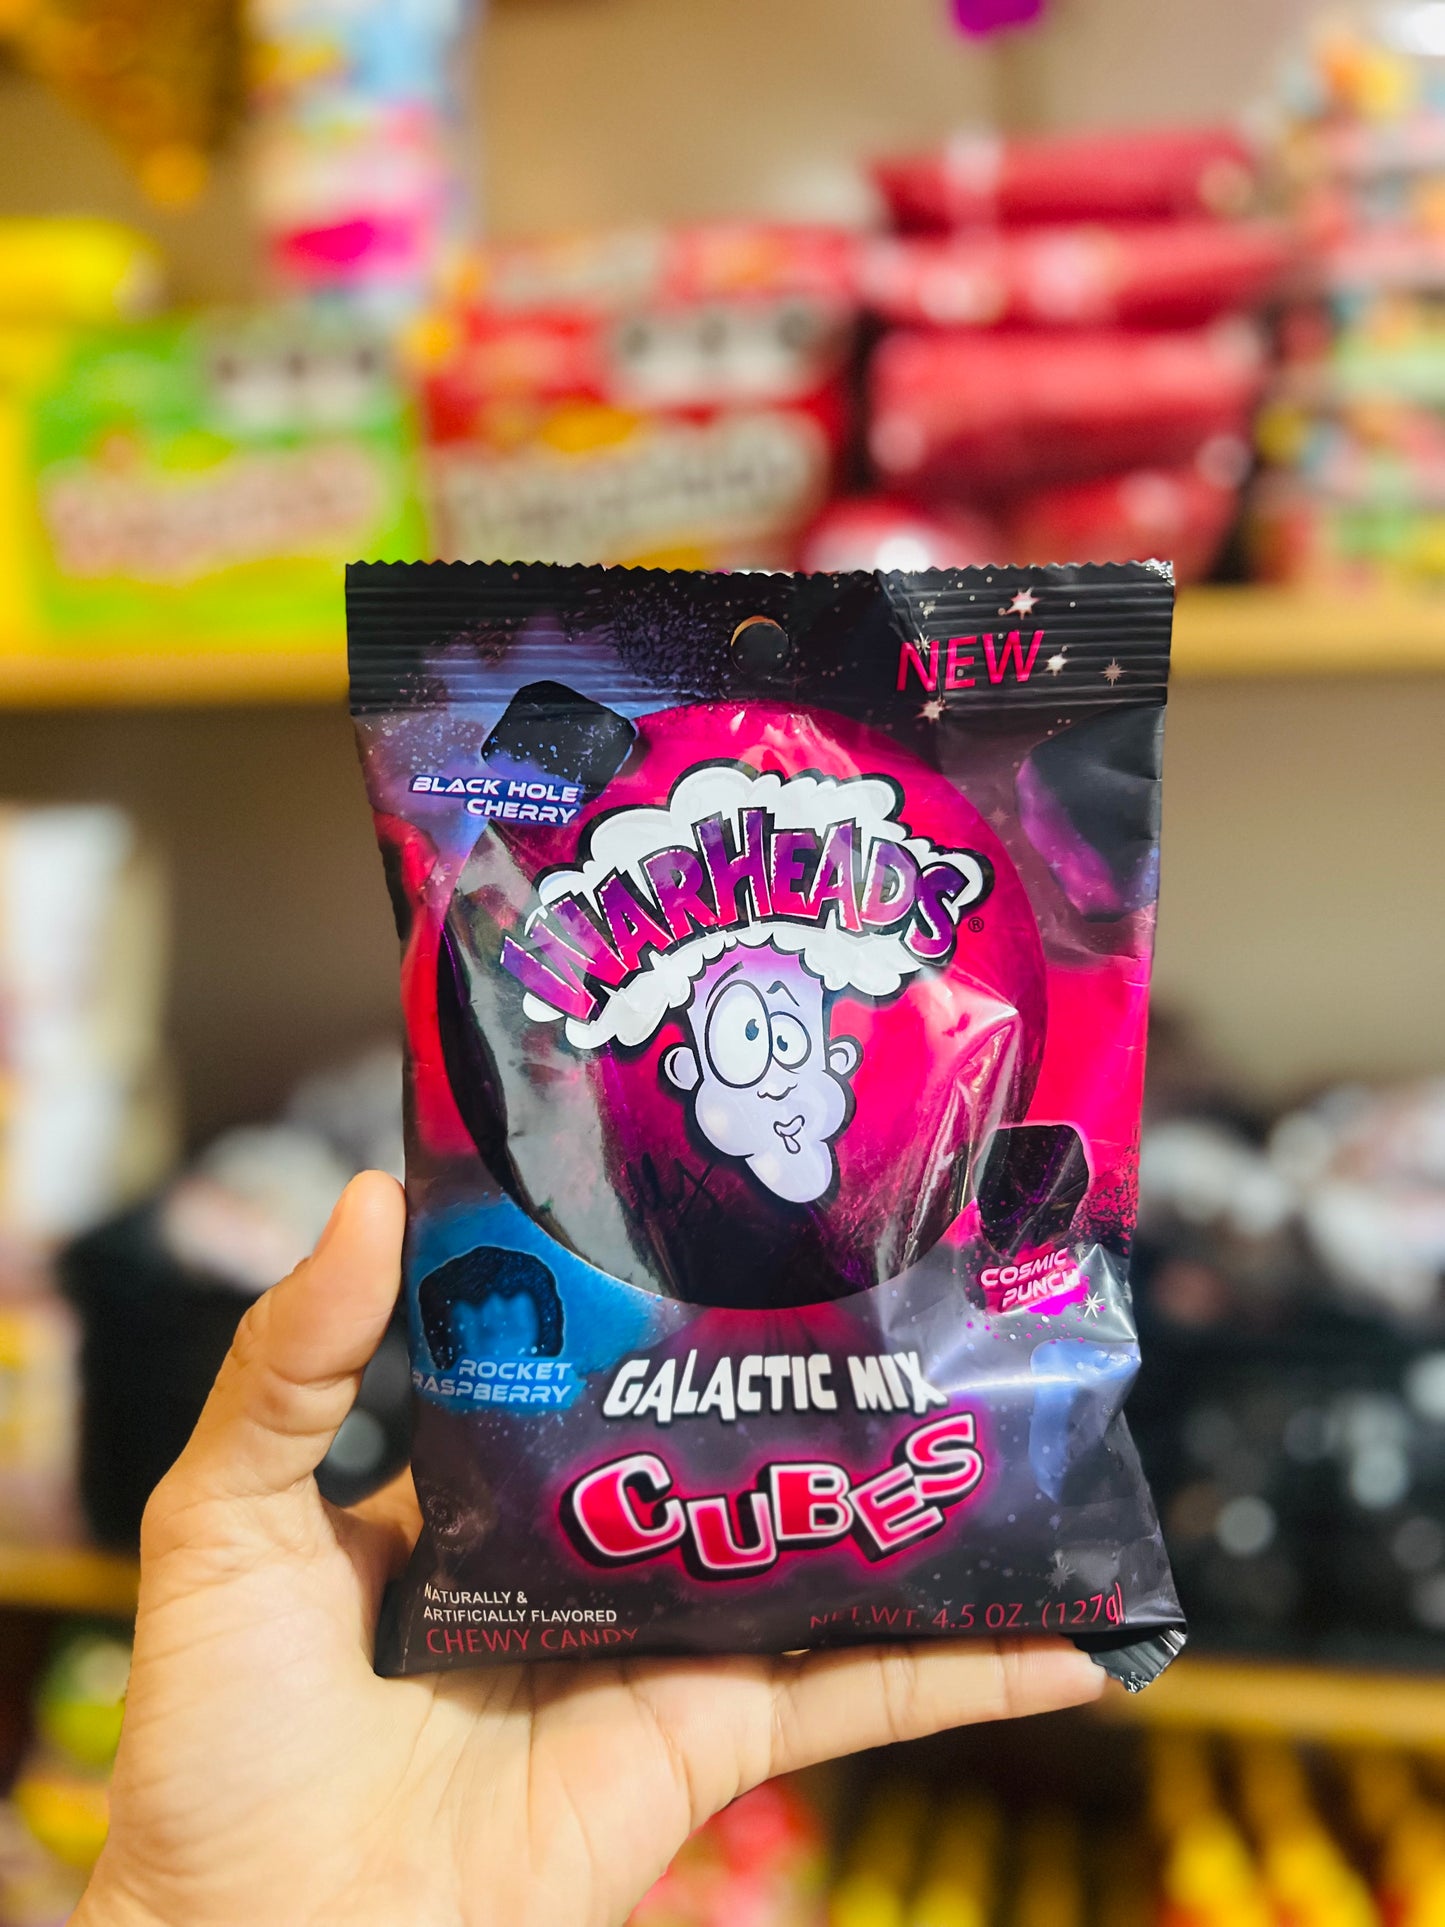 NEW
BLACK HOLE
CHERRY
WARHEADS®
COSMIC
PUNCH
ROCKET
RASPBERRY
GALACTIC MIX
CUBES
NATURALLY &
ARTIFICIALLY FLAVORED
CHEWY CANDY
NET WT. 4.5 OZ. (127g)